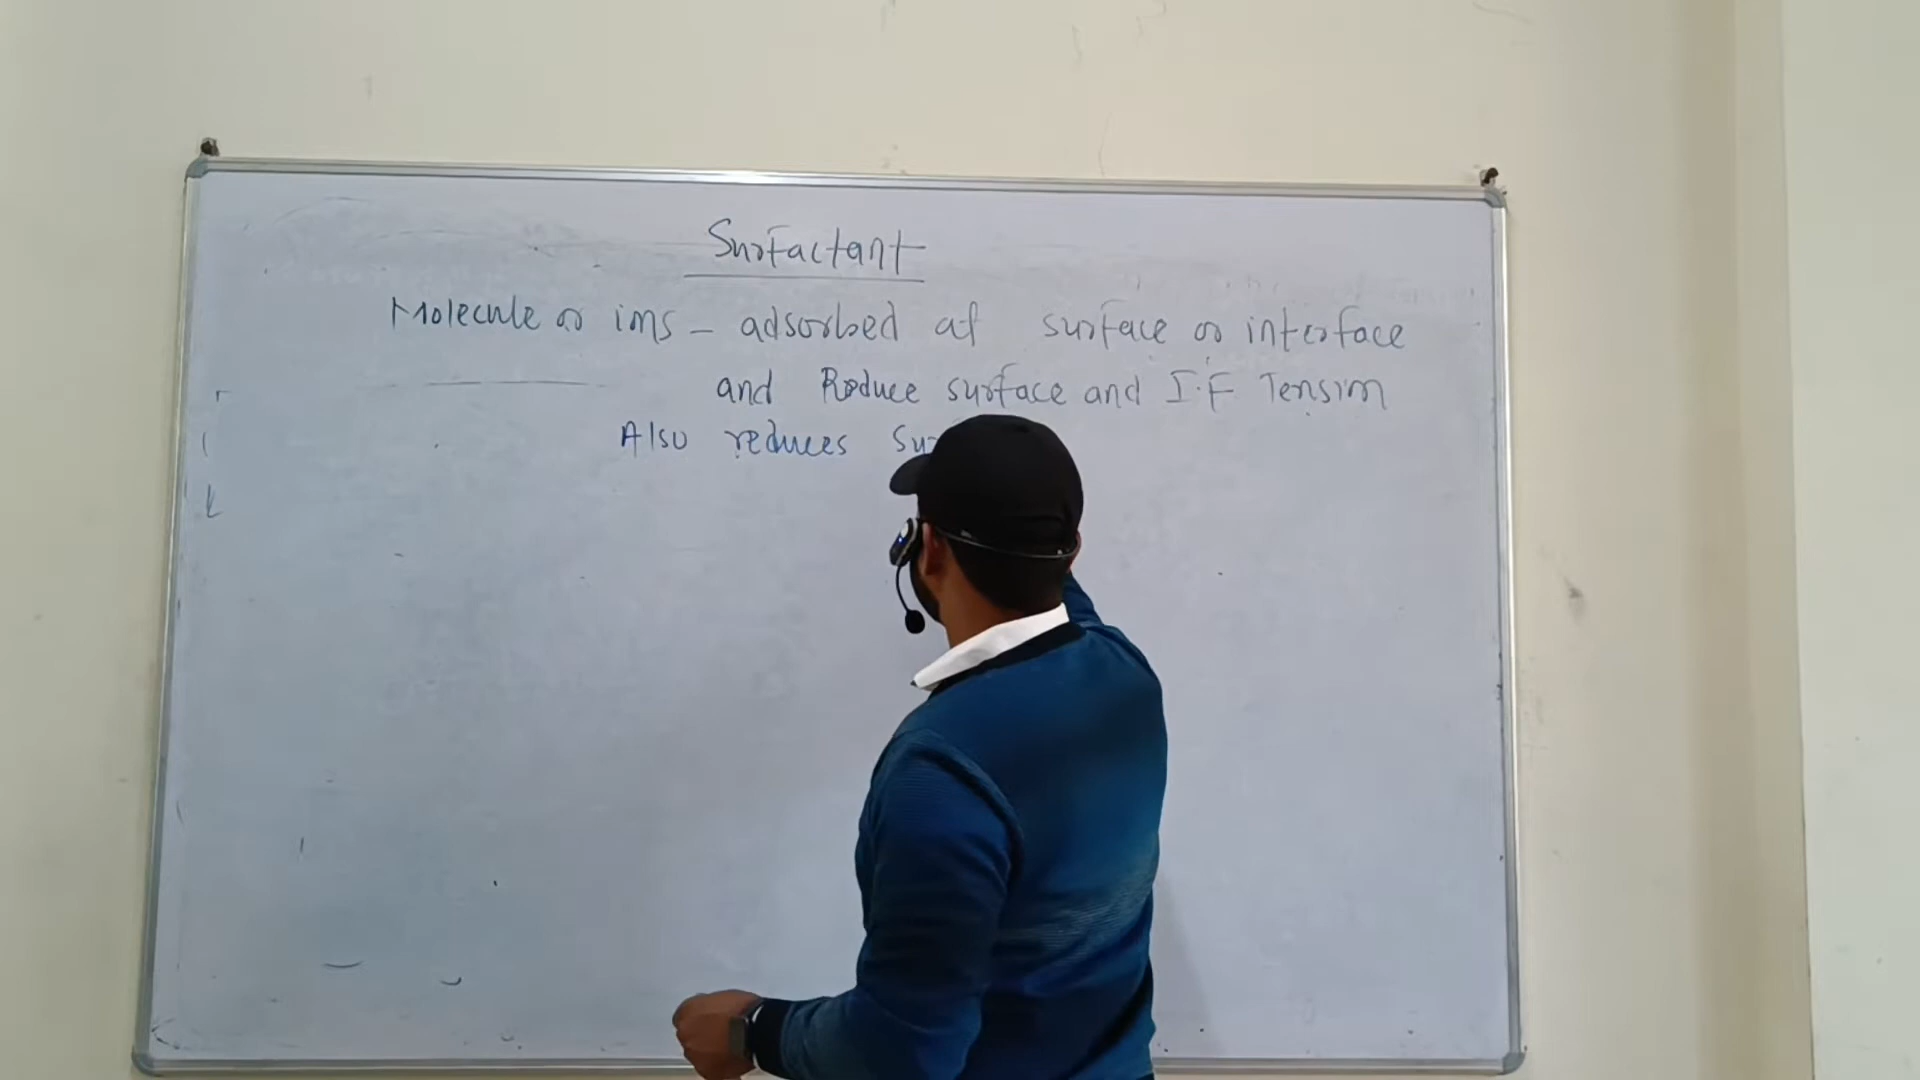 Surfactant
Molecule or ions - adsorbed at surface or interface
and Reduce surface and I.F Tension
Also reduces Su